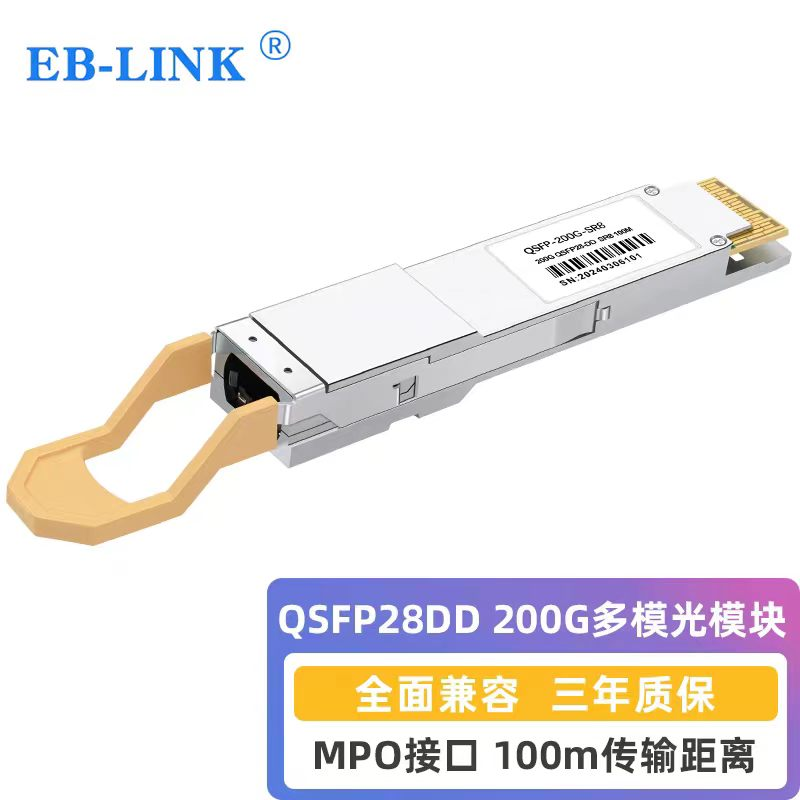 EB-LINK ®
QSFP-200G-SR8
200G QSFP28-DD SR8 100M
SN:20240306101
QSFP28DD 200G多模光模块
全面兼容 三年质保
MPO接口 100m传输距离